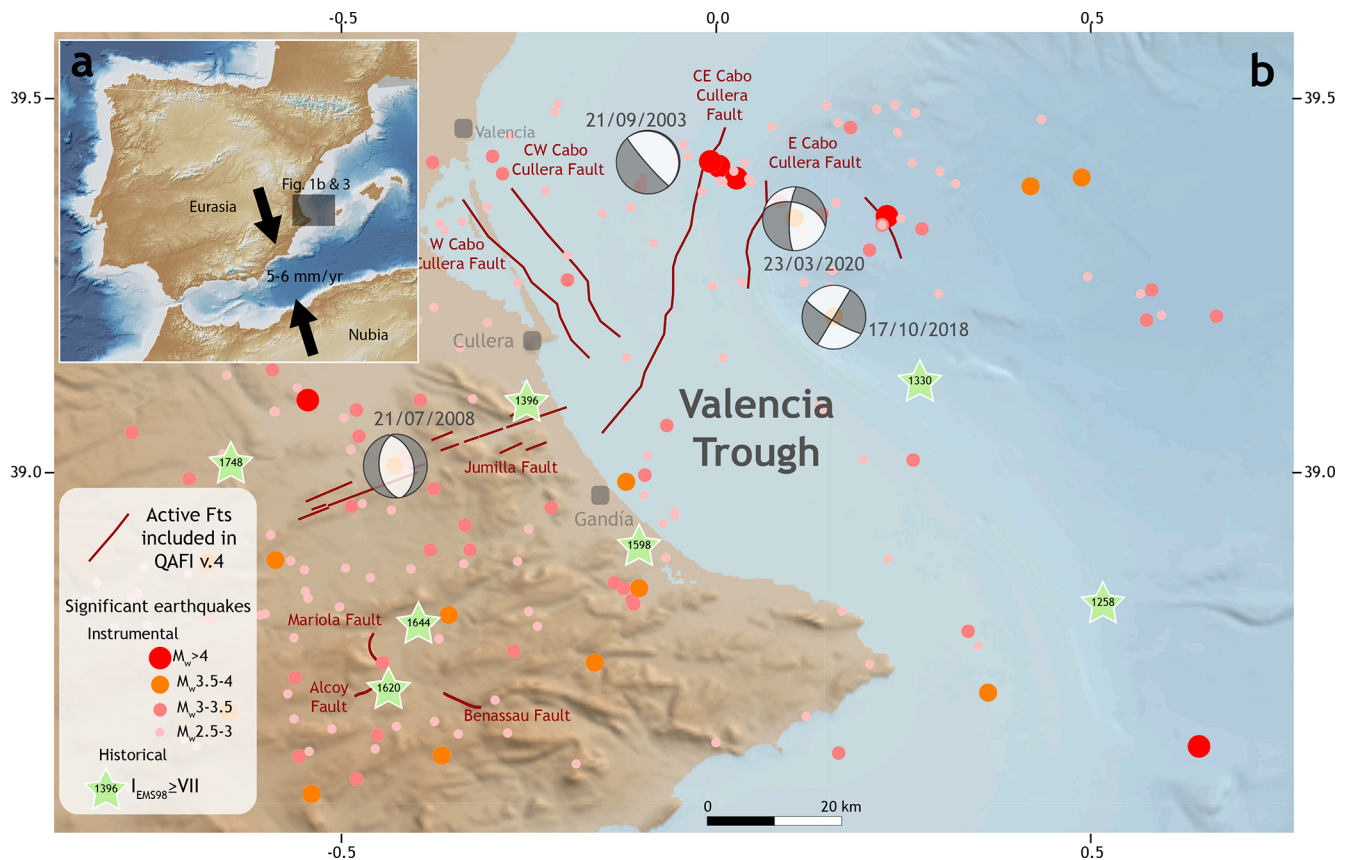 -0.5
0.0
0.5
39.5
39.5
a
b
CE Cabo
Cullera
Fault
21/09/2003
Valencia
CW Cabo
Cullera Fault
E Cabo
Cullera Fault
Fig. 1b & 3
Eurasia
5-6 mm/yr
Nubia
W Cabo
Cullera Fault
23/03/2020
17/10/2018
Cullera
1330
1396
Valencia
Trough
21/07/2008
1748
Jumilla Fault
39.0
39.0
Gandía
1598
Active Fts
included in
QAFI v.4
Significant earthquakes
Instrumental
Mw>4
Mw3.5-4
Mw3-3.5
Mw2.5-3
Historical
1396
IEMS98≥VII
1258
Mariola Fault
1644
1620
Alcoy
Fault
Benassau Fault
0
20 km
-0.5
0.5